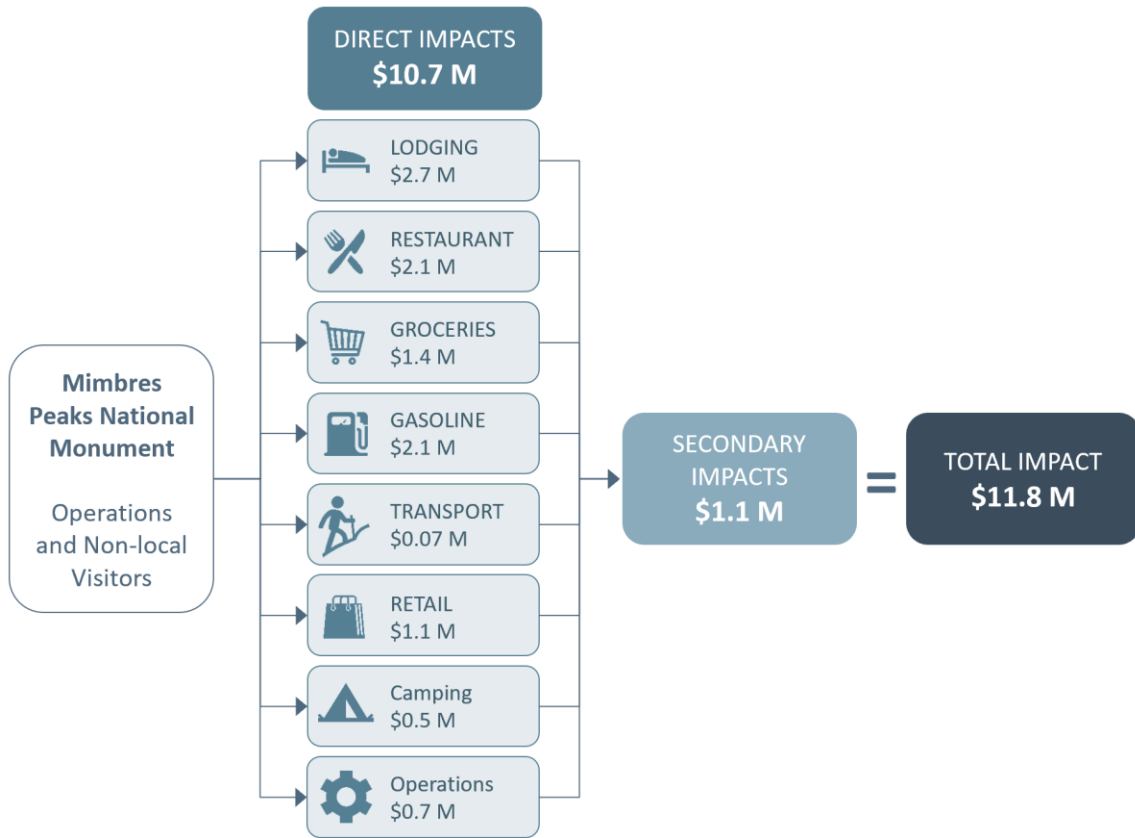 DIRECT IMPACTS
$10.7 M
LODGING
$2.7 M
RESTAURANT
$2.1 M
GROCERIES
$1.4 M
GASOLINE
$2.1 M
TRANSPORT
$0.07 M
RETAIL
$1.1 M
Camping
$0.5 M
Operations
$0.7 M
Mimbres
Peaks National
Monument
Operations
and Non-local
Visitors
SECONDARY
IMPACTS
$1.1 M
=
TOTAL IMPACT
$11.8 M